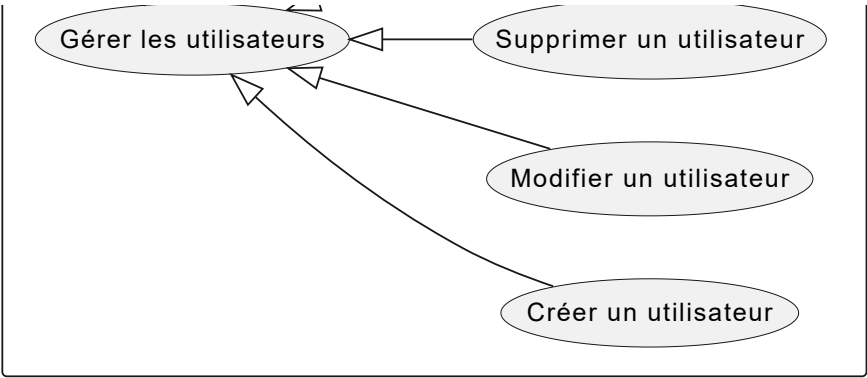 Gérer les utilisateurs
Supprimer un utilisateur
Modifier un utilisateur
Créer un utilisateur